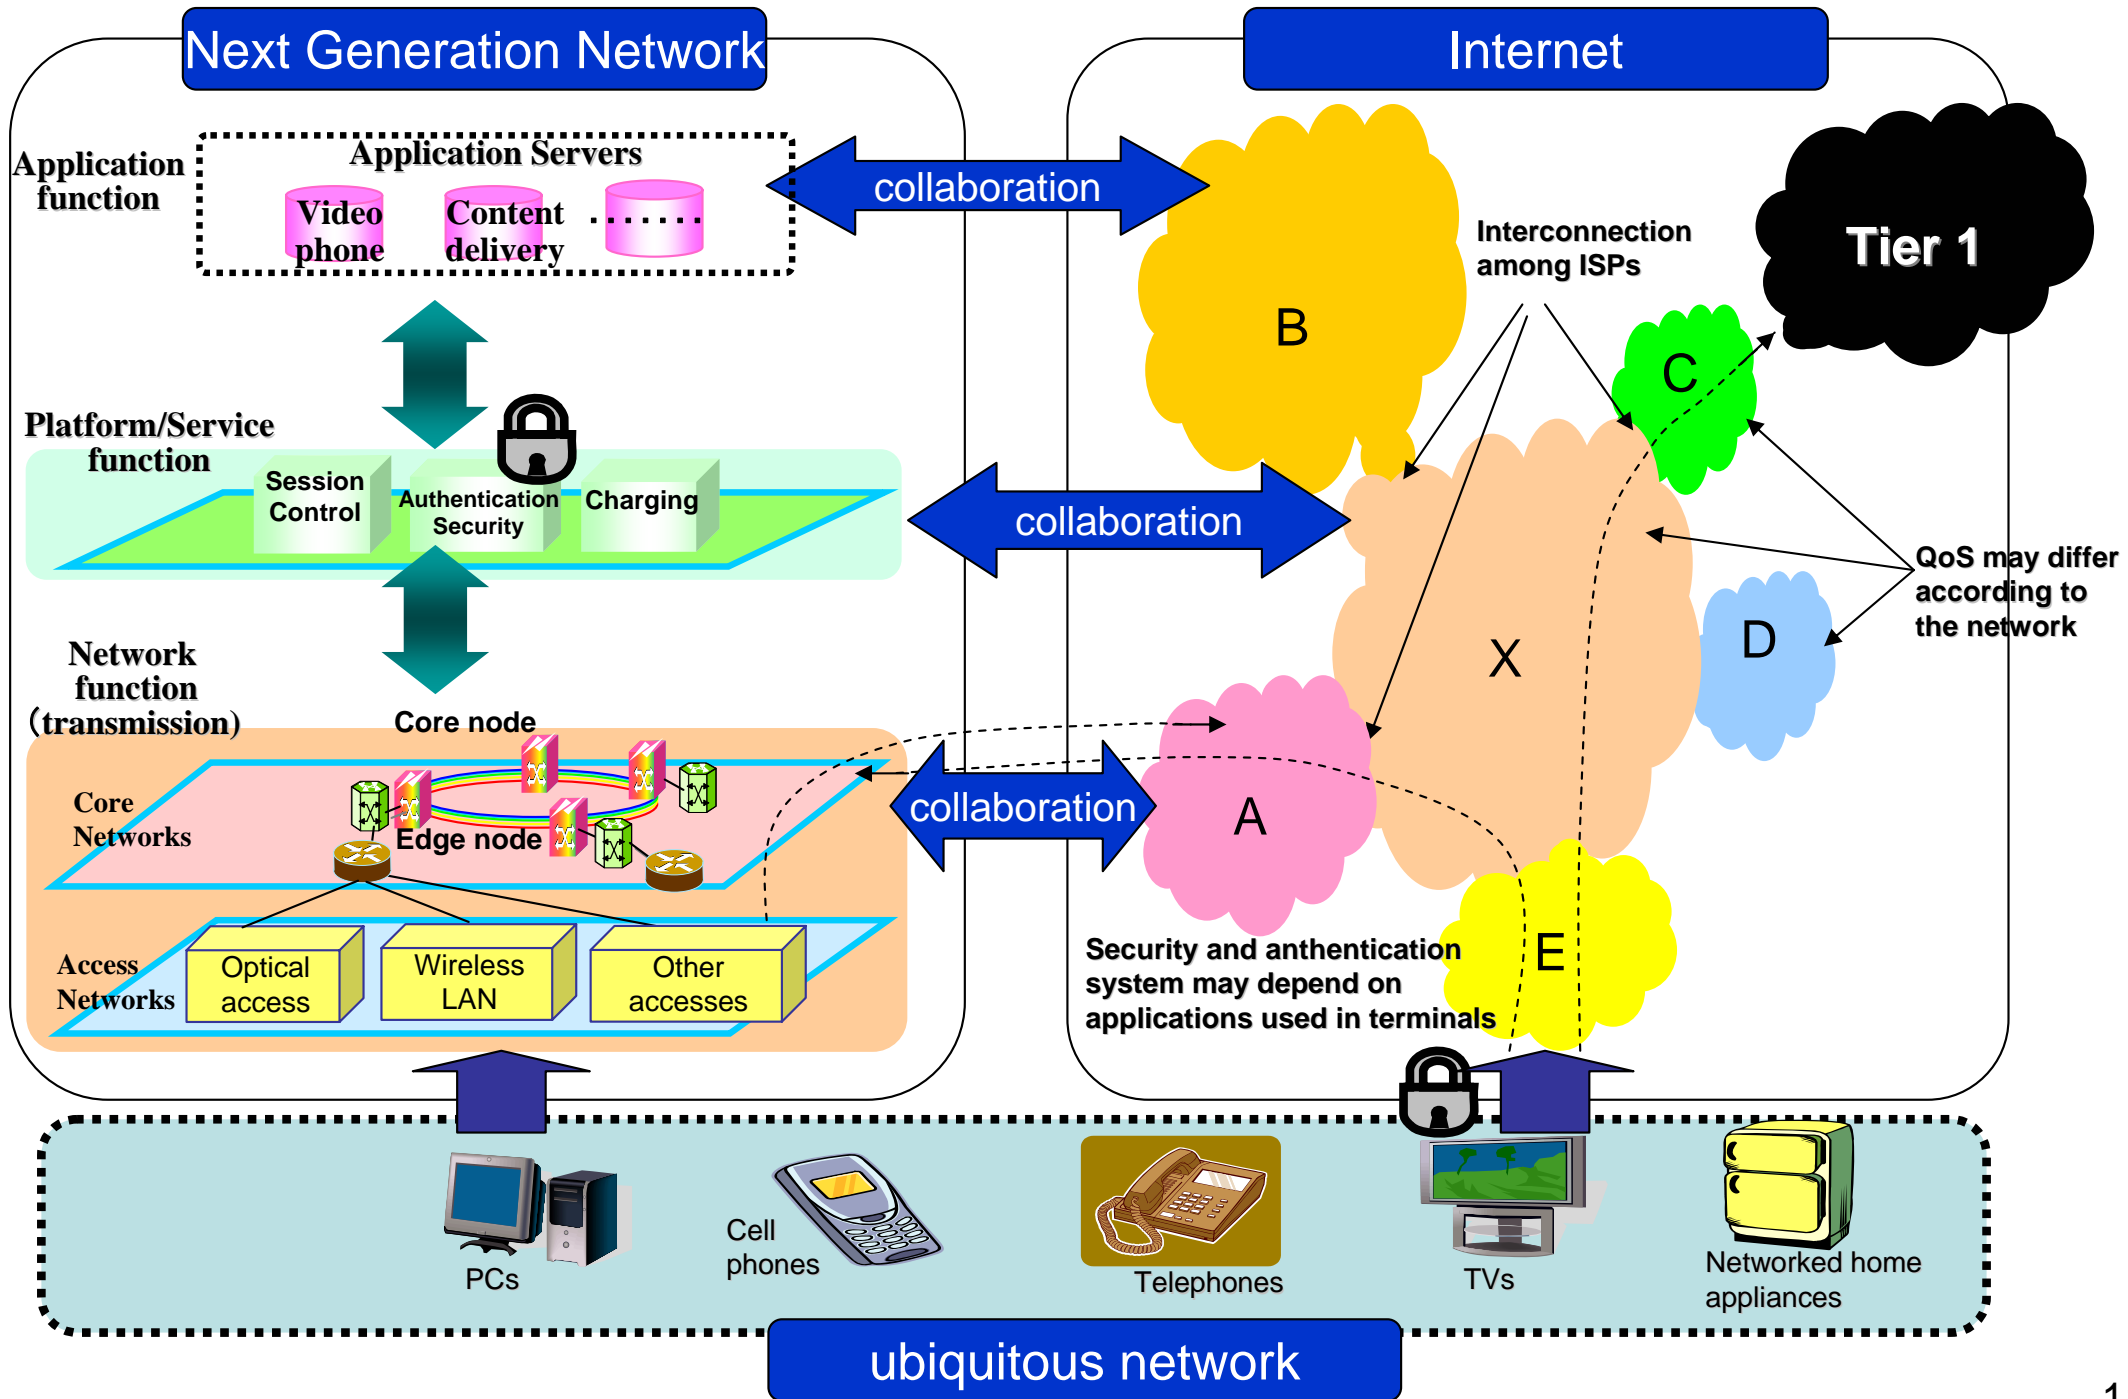 Next Generation Network
Internet
Application
function
Application Servers
Video
phone
Content
delivery
.......
collaboration
Interconnection
among ISPs
Tier 1
B
C
Platform/Service
function
Session
Control
Authentication
Security
Charging
collaboration
QoS may differ
according to
the network
D
X
Network
function
(transmission)
Core node
Core
Networks
Edge node
collaboration
A
E
Access
Networks
Optical
access
Wireless
LAN
Other
accesses
Security and anthentication
system may depend on
applications used in terminals
PCs
Cell
phones
Telephones
TVs
Networked home
appliances
ubiquitous network
1